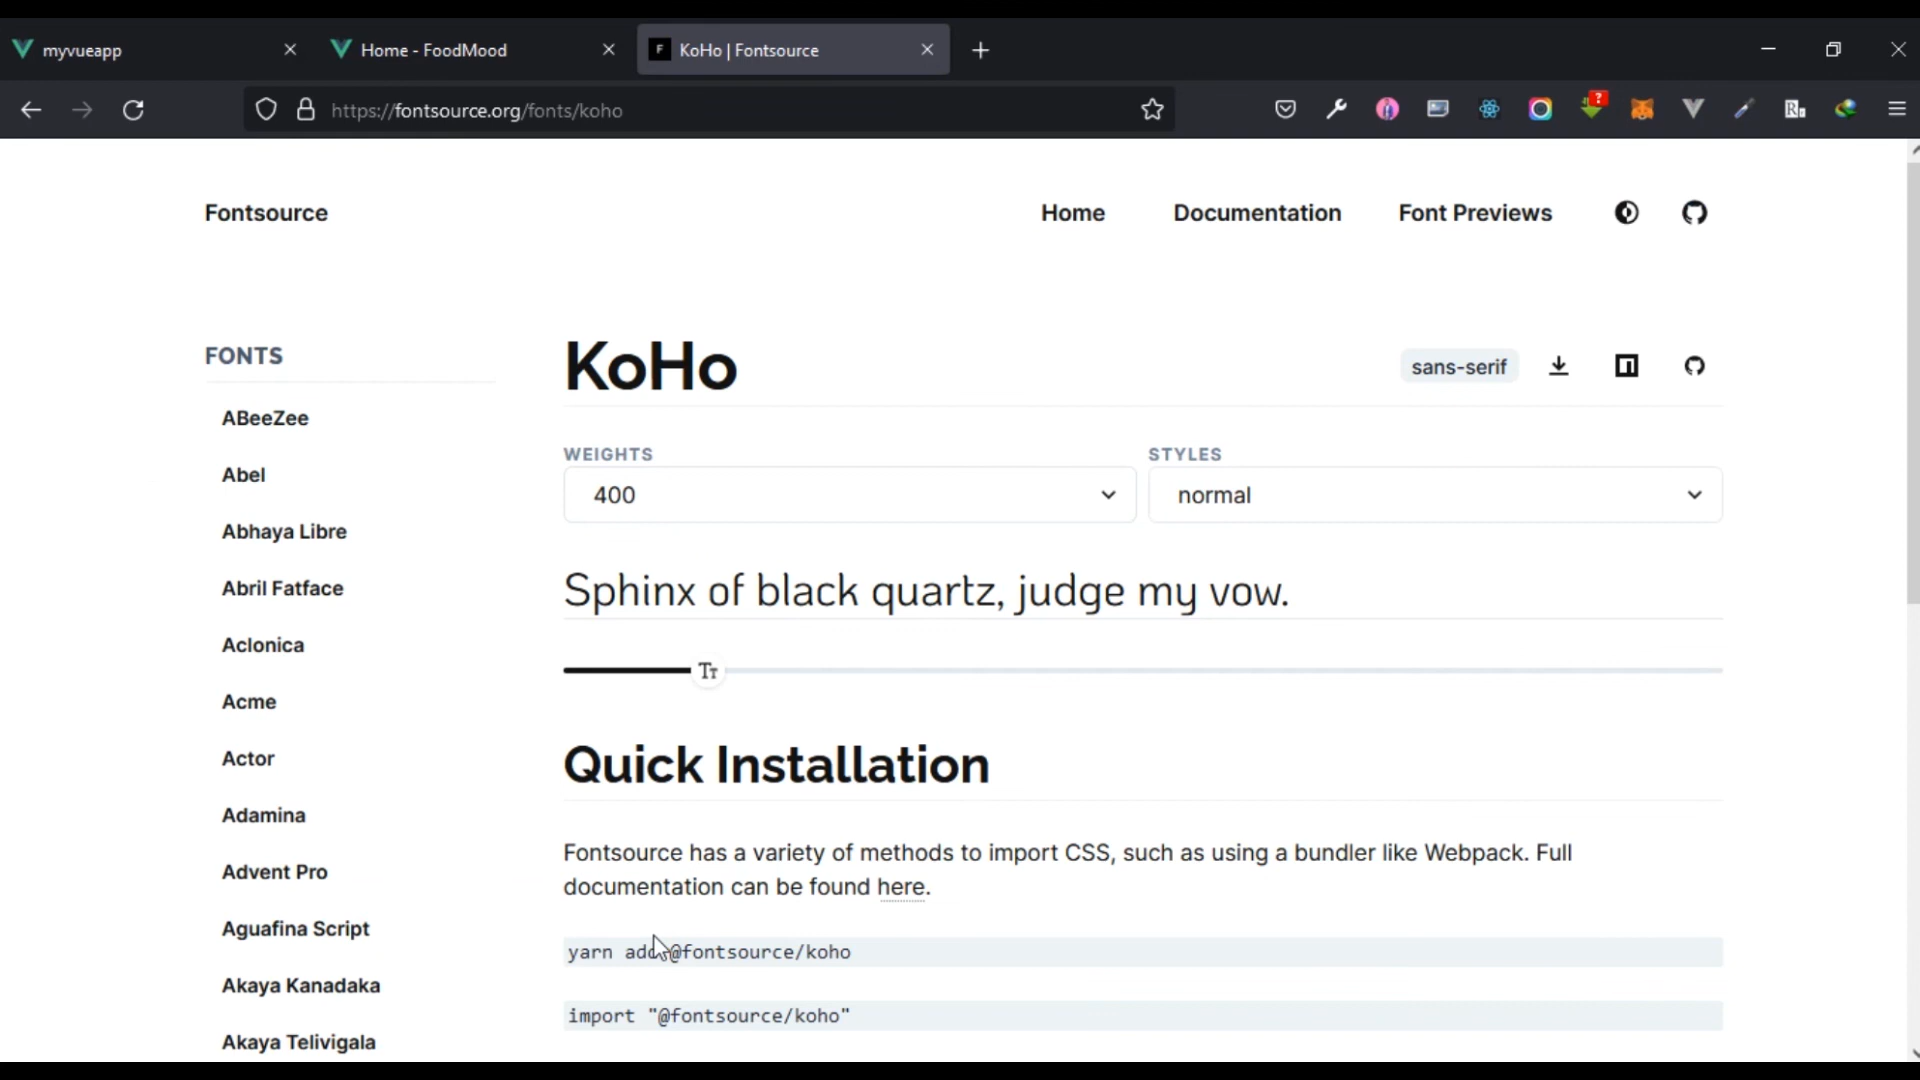 myvueapp
Home - FoodMood
F KoHo | Fontsource
https://fontsource.org/fonts/koho
?
R
Fontsource
Home
Documentation
Font Previews
FONTS
ABeeZee
Abel
Abhaya Libre
Abril Fatface
Aclonica
Acme
Actor
Adamina
Advent Pro
Aguafina Script
Akaya Kanadaka
Akaya Telivigala
KoHo
sans-serif
WEIGHTS
400
STYLES
normal
Sphinx of black quartz, judge my vow.
TT
Quick Installation
Fontsource has a variety of methods to import CSS, such as using a bundler like Webpack. Full
documentation can be found here.
yarn add @fontsource/koho
import "@fontsource/koho"